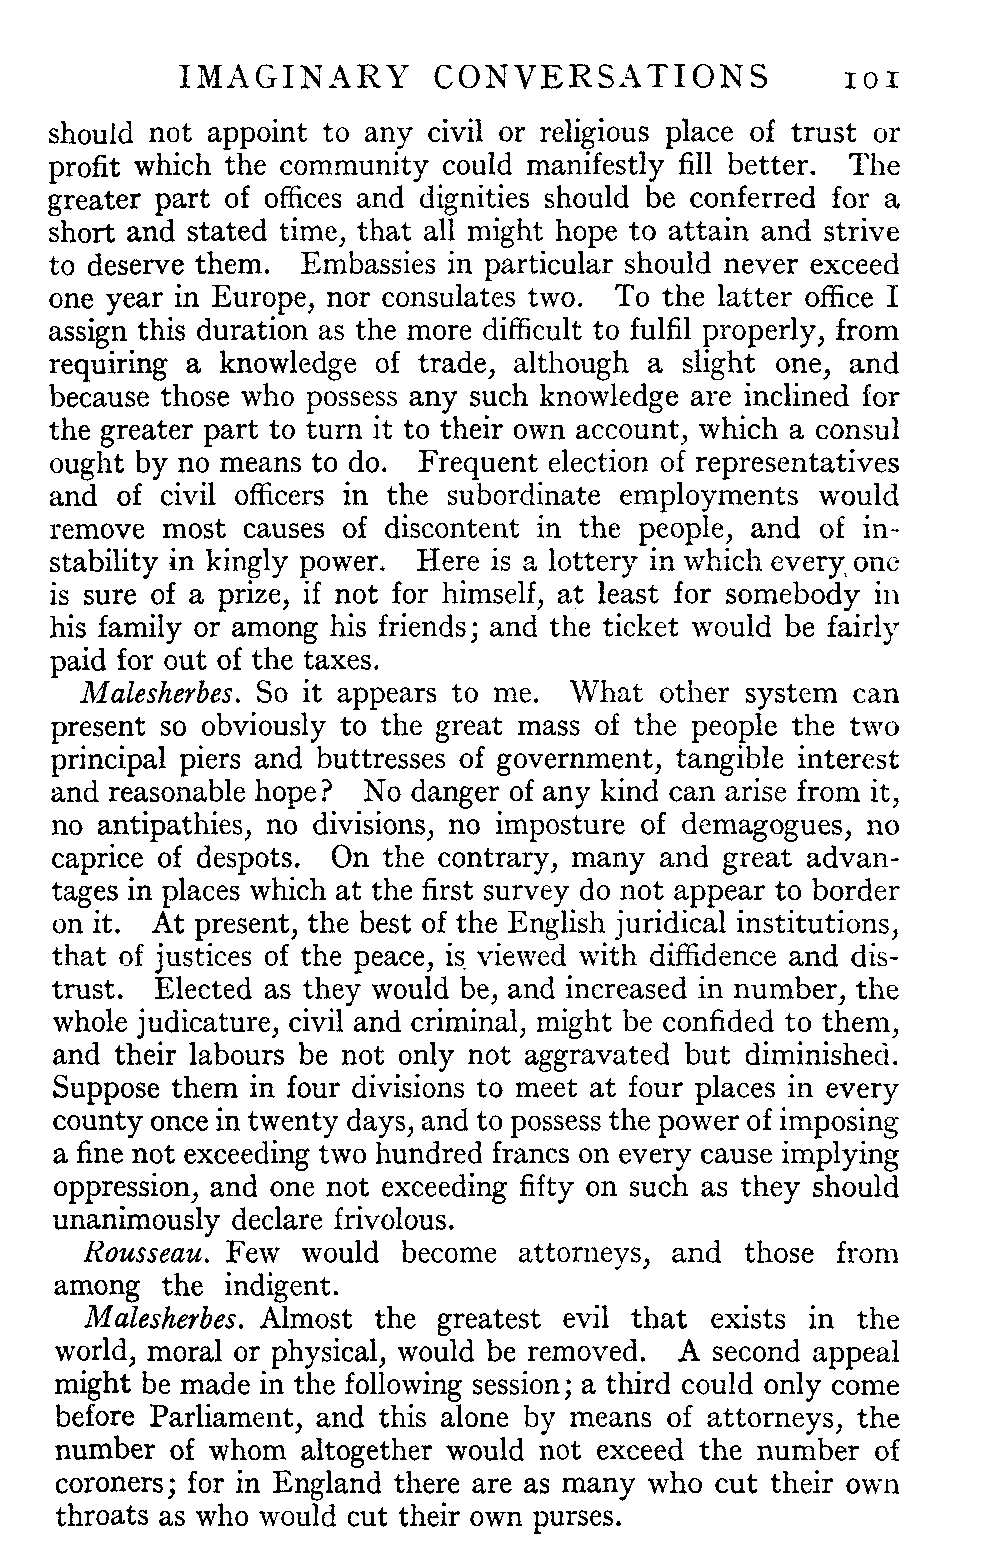 IMAGINARY CONVERSATIONS 101
should not appoint to any civil or religious place of trust or
profit which the community could manifestly fill better. The
greater part of offices and dignities should be conferred for a
short and stated time, that all might hope to attain and strive
to deserve them. Embassies in particular should never exceed
one year in Europe, nor consulates two. To the latter office I
assign this duration as the more difficult to fulfil properly, from
requiring a knowledge of trade, although a slight one, and
because those who possess any such knowledge are inclined for
the greater part to turn it to their own account, which a consul
ought by no means to do. Frequent election of representatives
and of civil officers in the subordinate employments would
remove most causes of discontent in the people, and of in-
stability in kingly power. Here is a lottery in which every one
is sure of a prize, if not for himself, at least for somebody in
his family or among his friends; and the ticket would be fairly
paid for out of the taxes.
Malesherbes. So it appears to me. What other system can
present so obviously to the great mass of the people the two
principal piers and buttresses of government, tangible interest
and reasonable hope? No danger of any kind can arise from it,
no antipathies, no divisions, no imposture of demagogues, no
caprice of despots. On the contrary, many and great advan-
tages in places which at the first survey do not appear to border
on it. At present, the best of the English juridical institutions,
that of justices of the peace, is viewed with diffidence and dis-
trust. Elected as they would be, and increased in number, the
whole judicature, civil and criminal, might be confided to them,
and their labours be not only not aggravated but diminished.
Suppose them in four divisions to meet at four places in every
county once in twenty days, and to possess the power of imposing
a fine not exceeding two hundred francs on every cause implying
oppression, and one not exceeding fifty on such as they should
unanimously declare frivolous.
Rousseau. Few would become attorneys, and those from
among the indigent.
Malesherbes. Almost the greatest evil that exists in the
world, moral or physical, would be removed. A second appeal
might be made in the following session; a third could only come
before Parliament, and this alone by means of attorneys, the
number of whom altogether would not exceed the number of
coroners; for in England there are as many who cut their own
throats as who would cut their own purses.